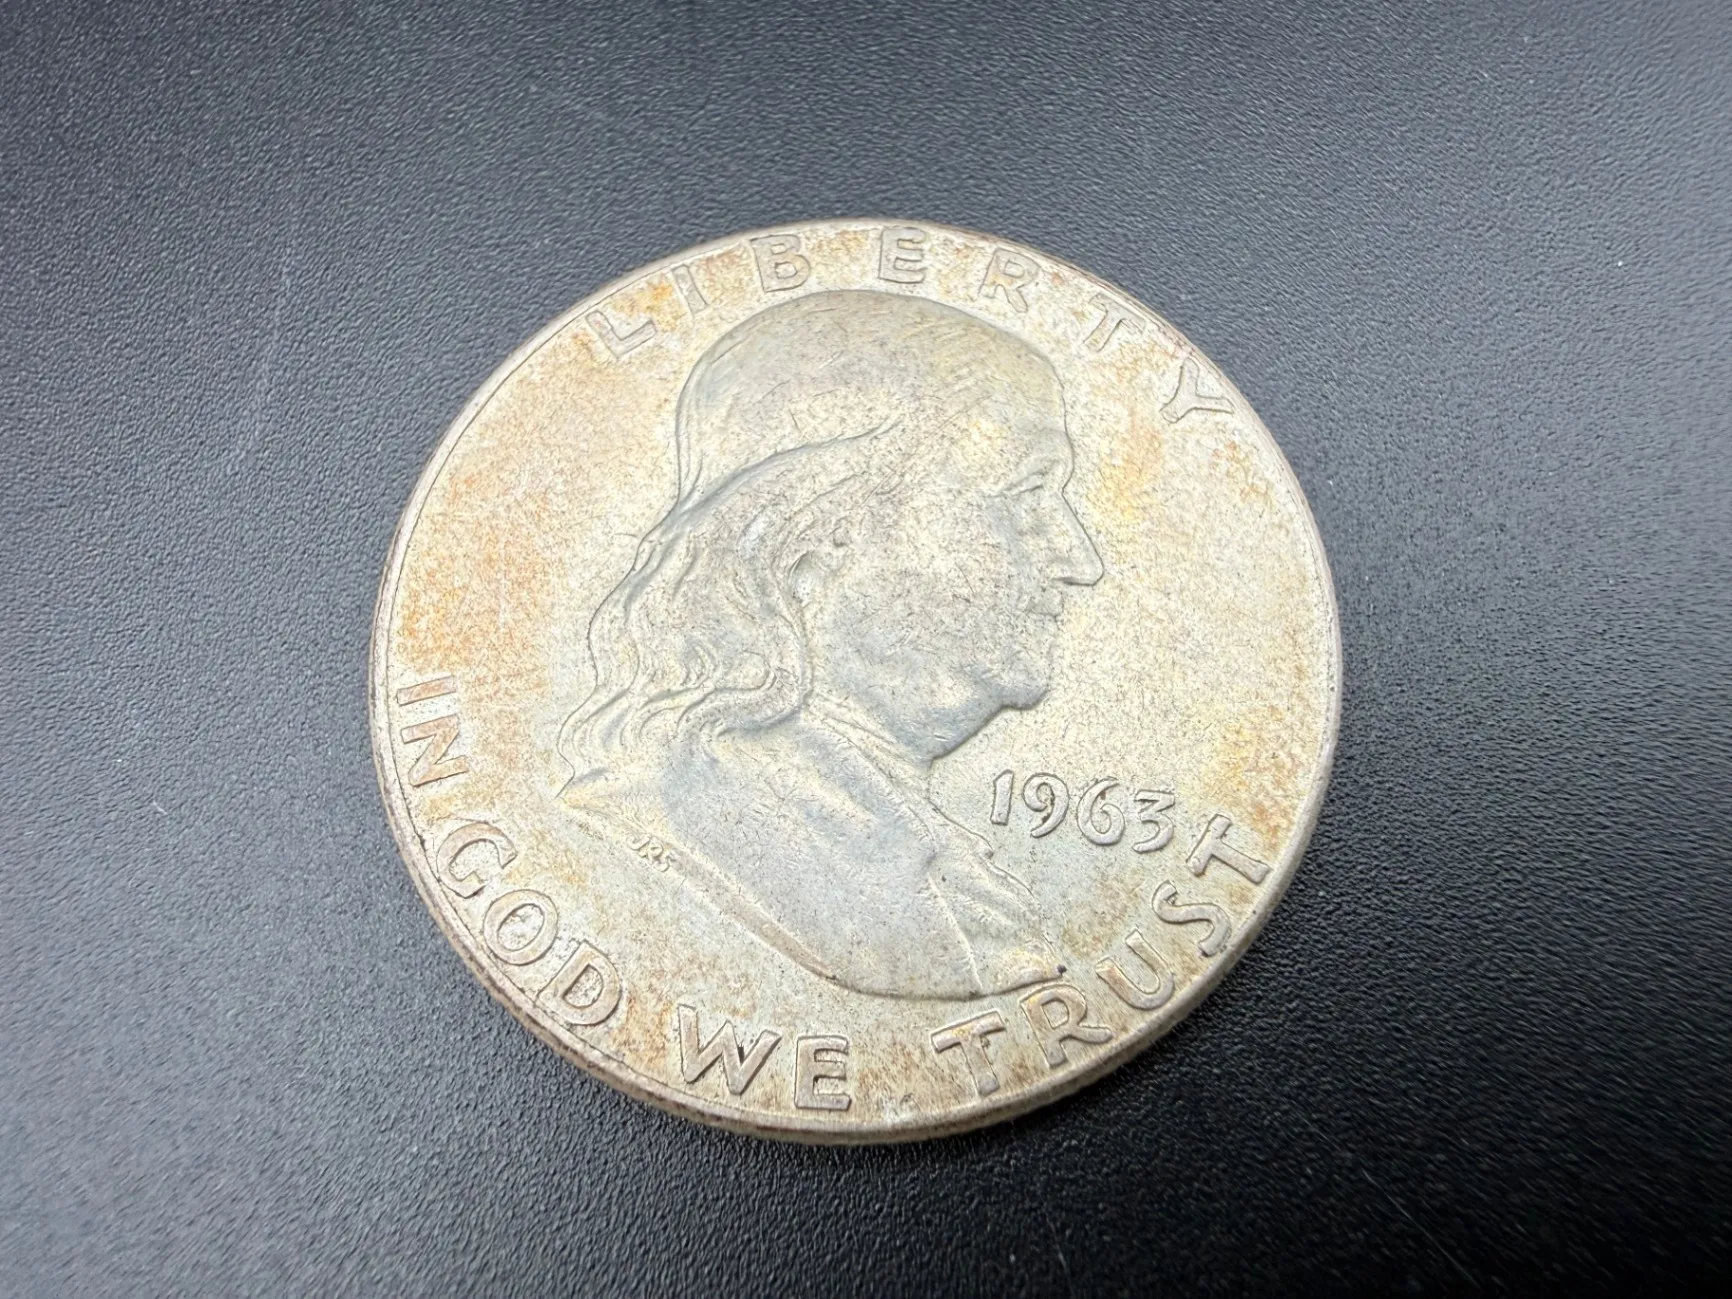 LIBERTY
1963
JRS
IN GOD WE TRUST